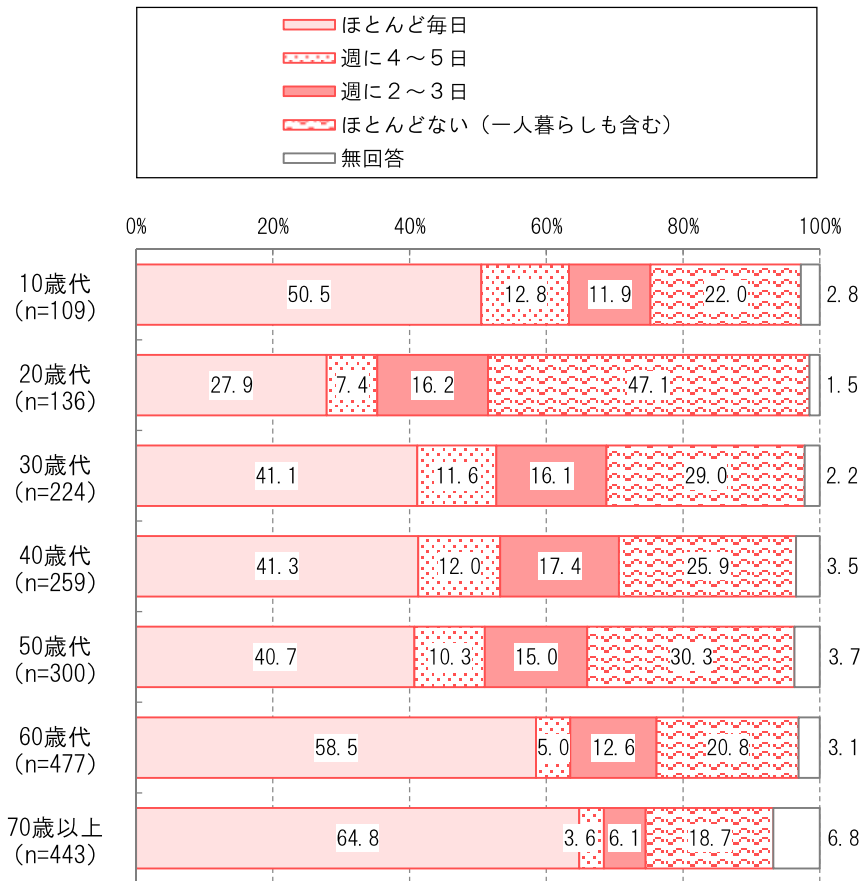 ほとんど毎日
週に4～5日
週に2～3日
ほとんどない（一人暮らしも含む）
無回答
0% 20% 40% 60% 80% 100%
10歳代
(n=109)
50.5 12.8 11.9 22.0 2.8
20歳代
(n=136)
27.9 7.4 16.2 47.1 1.5
30歳代
(n=224)
41.1 11.6 16.1 29.0 2.2
40歳代
(n=259)
41.3 12.0 17.4 25.9 3.5
50歳代
(n=300)
40.7 10.3 15.0 30.3 3.7
60歳代
(n=477)
58.5 5.0 12.6 20.8 3.1
70歳以上
(n=443)
64.8 3.6 6.1 18.7 6.8